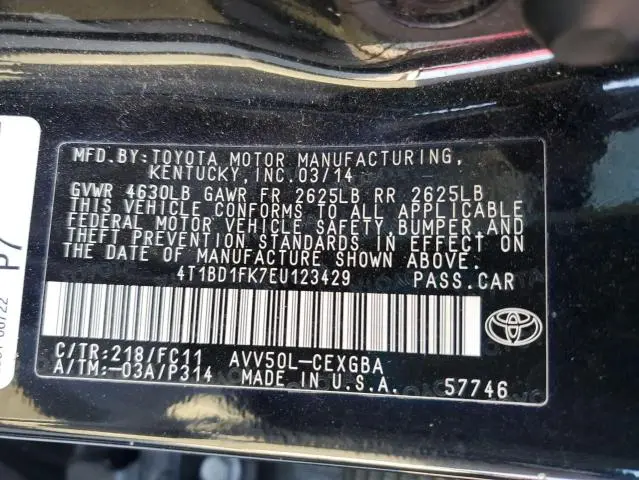 MFD.BY:TOYOTA MOTOR MANUFACTURING,
KENTUCKY,INC.03/14
GVWR 4630LB GAWR FR 2625LB RR 2625LB
THIS VEHICLE CONFORMS TO ALL APPLICABLE
FEDERAL MOTOR VEHICLE SAFETY,BUMPER,AND
THEFT PREVENTION STANDARDS IN EFFECT ON
THE DATE OF MANUFACTURE SHOWN ABOVE.
4T1BD1FK7EU123429 PASS.CAR
C/TR:218/FC11 AVV50L-CEXGBA
A/TM:-03A/P314 MADE IN U.S.A. 57746
P7